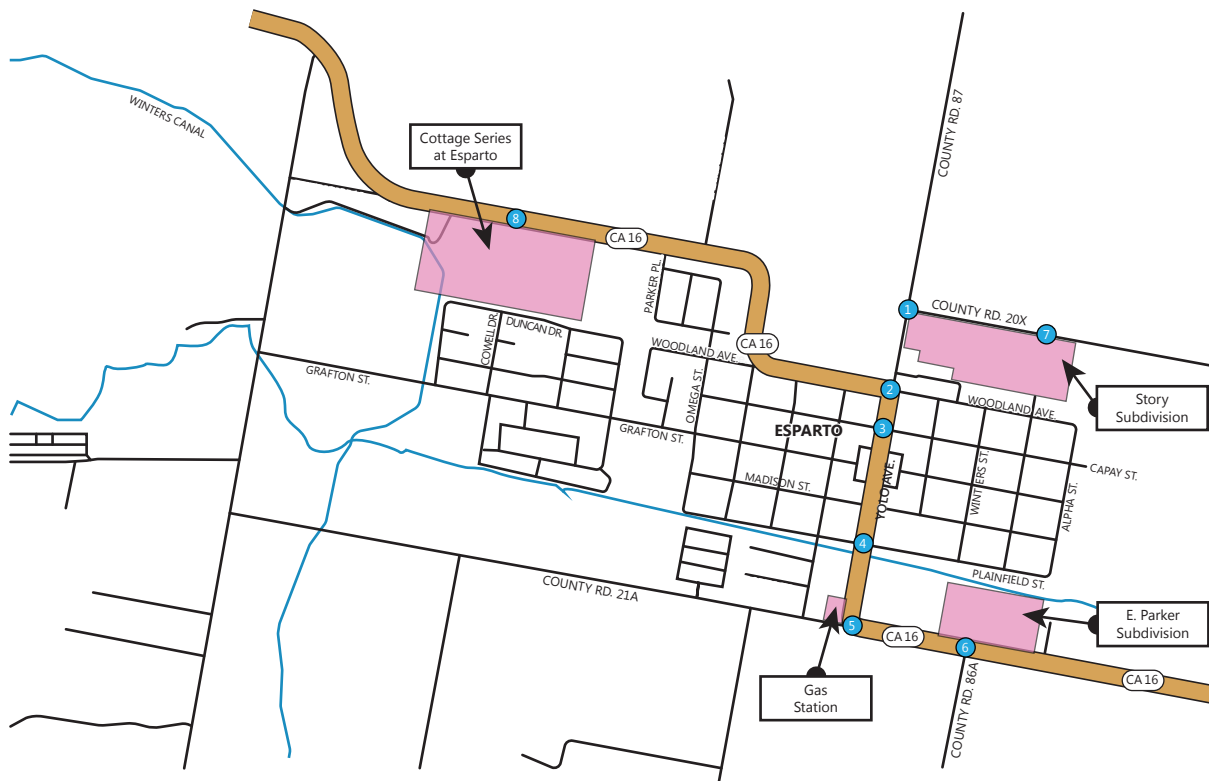 WINTERS CANAL
Cottage Series
at Esparto
COUNTY RD. 87
8
CA 16
PARKER PL.
1
COUNTY RD. 20X
7
COWELL DR.
DUNCAN DR.
WOODLAND AVE.
CA 16
GRAFTON ST.
OMEGA ST.
2
WOODLAND AVE.
Story
Subdivision
GRAFTON ST.
ESPARTO
3
CAPAY ST.
MADISON ST.
YOLO AVE.
WINTERS ST.
ALPHA ST.
4
PLAINFIELD ST.
COUNTY RD. 21A
E. Parker
Subdivision
5
CA 16
6
CA 16
Gas
Station
COUNTY RD. 86A